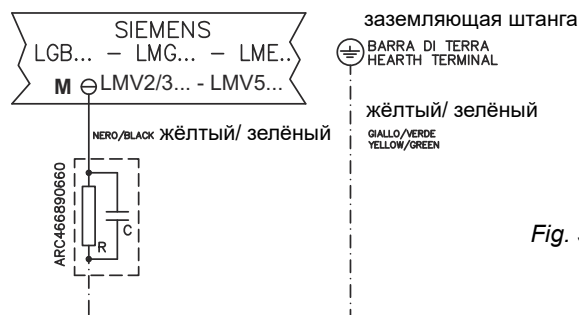 SIEMENS
LGB... – LMG... – LME...
M LMV2/3... - LMV5...
NERO/BLACK жёлтый/ зелёный
ARC466890660
C
R
заземляющая штанга
BARRA DI TERRA
HEARTH TERMINAL
жёлтый/ зелёный
GIALLO/VERDE
YELLOW/GREEN
Fig.